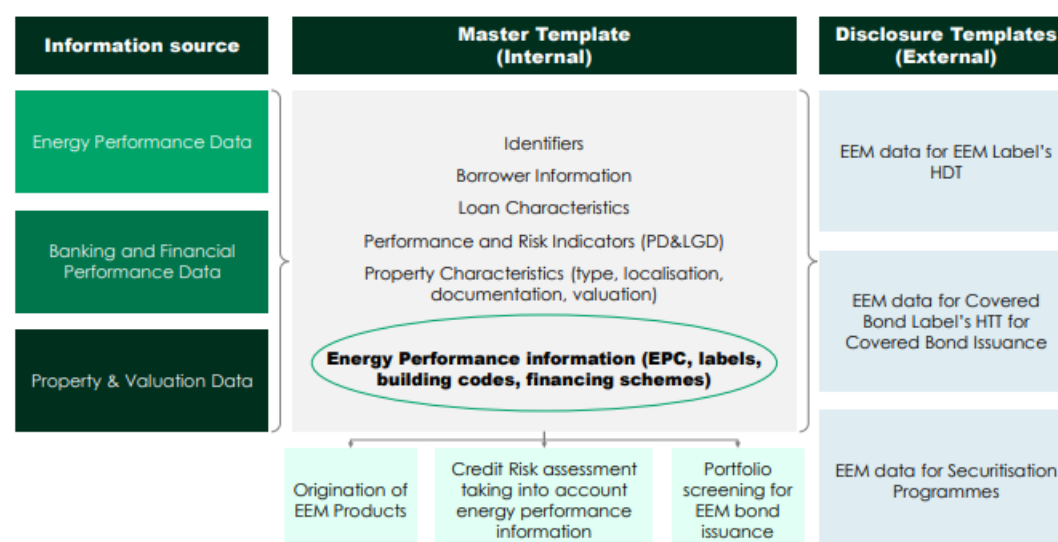 Information source
Master Template
(Internal)
Disclosure Templates
(External)
Energy Performance Data
Banking and Financial
Performance Data
Property & Valuation Data
Identifiers
Borrower Information
Loan Characteristics
Performance and Risk Indicators (PD&LGD)
Property Characteristics (type, localisation,
documentation, valuation)
Energy Performance information (EPC, labels,
building codes, financing schemes)
Origination of
EEM Products
Credit Risk assessment
taking into account
energy performance
information
Portfolio
screening for
EEM bond
issuance
EEM data for EEM Label's
HDT
EEM data for Covered
Bond Label's HTT for
Covered Bond Issuance
EEM data for Securitisation
Programmes